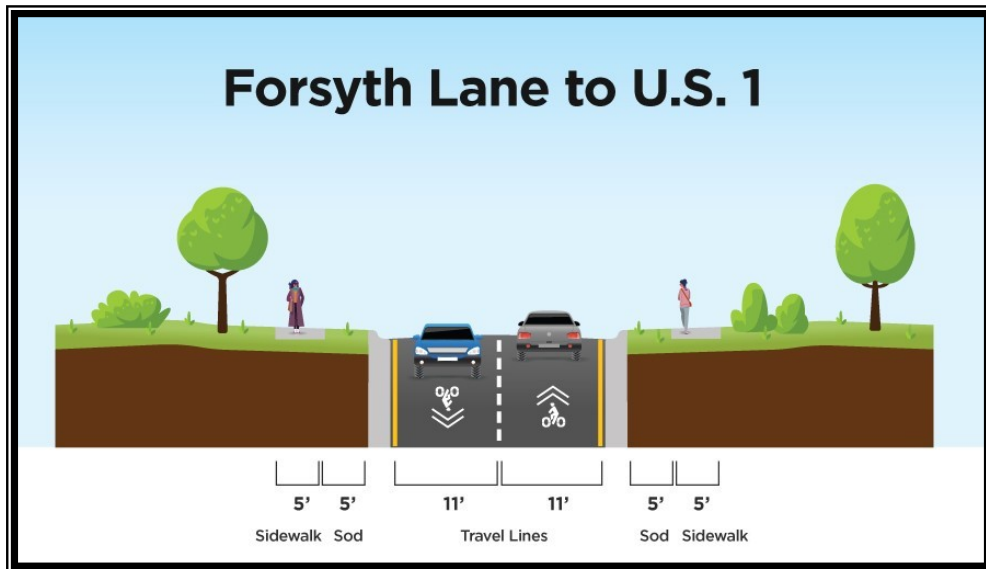 Forsyth Lane to U.S. 1
5’ 5’ 11’ 11’ 5’ 5’
Sidewalk Sod Travel Lines Sod Sidewalk